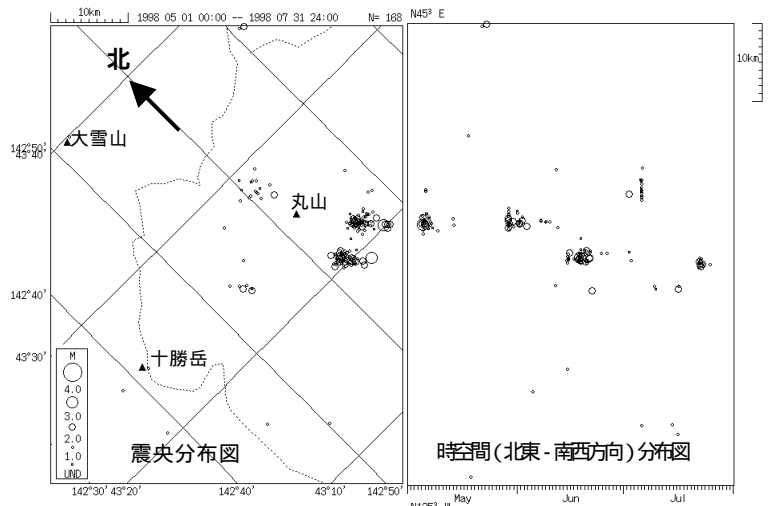 10km 1998 05 01 00:00 -- 1998 07 31 24:00 N= 168
N45³ E
10km
北
大雪山
142°50'
43°40'
丸山
142°40'
43°30'
十勝岳
M
4.0
3.0
2.0
1.0
UND
震央分布図
時空間(北東-南西方向)分布図
142°30' 43°20' 142°40' 43°10' 142°50'
May Jun Jul